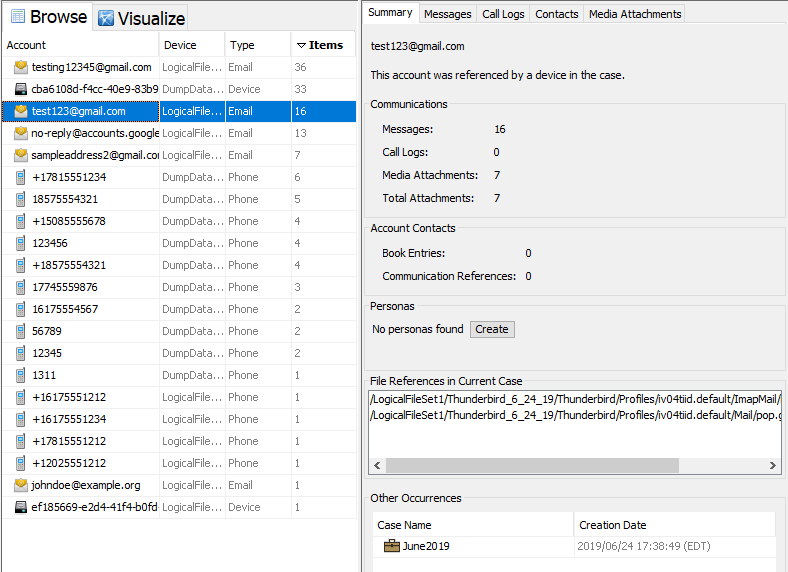 Browse Visualize
Account Device Type Items
testing12345@gmail.com LogicalFile... Email 36
cba6108d-f4cc-40e9-83b9 DumpData... Device 33
test123@gmail.com LogicalFile... Email 16
no-reply@accounts.google LogicalFile... Email 13
sampleaddress2@gmail.com LogicalFile... Email 7
+17815551234 DumpData... Phone 6
18575554321 DumpData... Phone 5
+15085555678 DumpData... Phone 4
123456 DumpData... Phone 4
+18575554321 DumpData... Phone 4
17745559876 DumpData... Phone 3
16175554567 DumpData... Phone 2
56789 DumpData... Phone 2
12345 DumpData... Phone 2
1311 DumpData... Phone 1
+16175551212 DumpData... Phone 1
+16175551234 DumpData... Phone 1
+17815551212 DumpData... Phone 1
+12025551212 DumpData... Phone 1
johndoe@example.org LogicalFile... Email 1
ef185669-e2d4-41f4-b0fd- LogicalFile... Device 1
Summary Messages Call Logs Contacts Media Attachments
test123@gmail.com
This account was referenced by a device in the case.
Communications
Messages: 16
Call Logs: 0
Media Attachments: 7
Total Attachments: 7
Account Contacts
Book Entries: 0
Communication References: 0
Personas
No personas found Create
File References in Current Case
/LogicalFileSet1/Thunderbird_6_24_19/Thunderbird/Profiles/iv04tiid.default/ImapMail/
/LogicalFileSet1/Thunderbird_6_24_19/Thunderbird/Profiles/iv04tiid.default/Mail/pop.g
Other Occurrences
Case Name Creation Date
June2019 2019/06/24 17:38:49 (EDT)